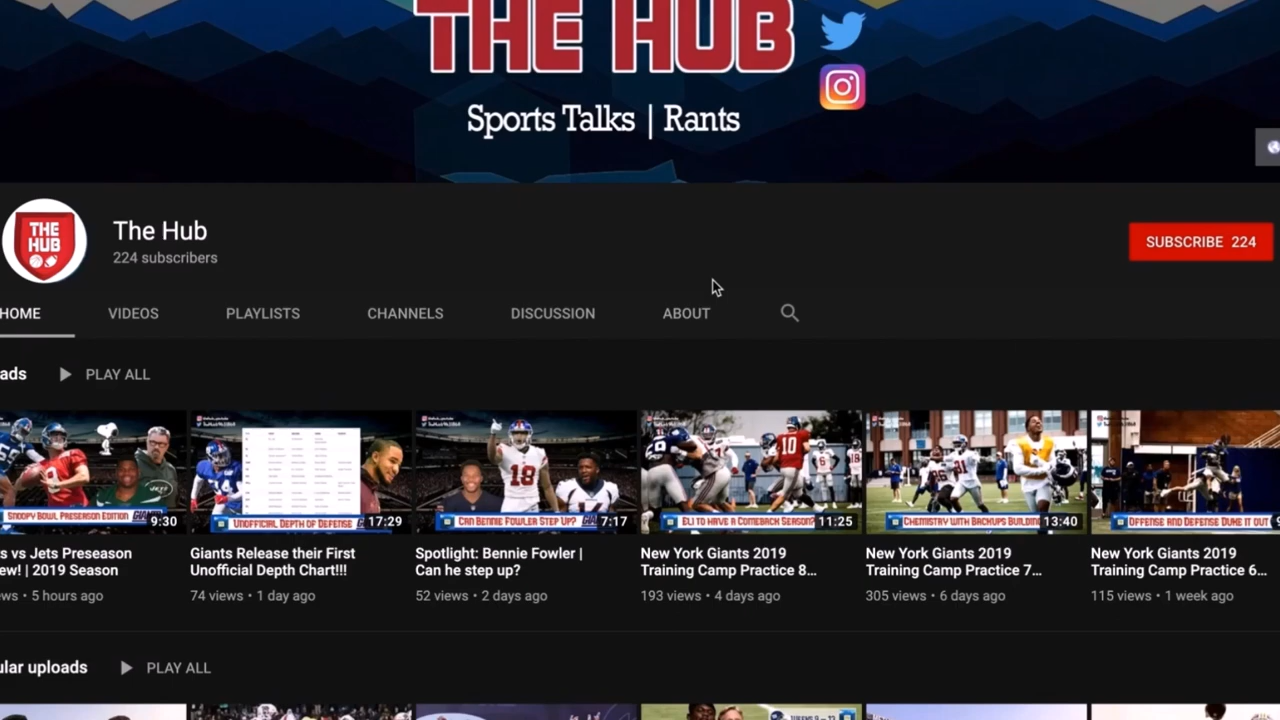 THE HUB
Sports Talks | Rants
THE
HUB
The Hub
224 subscribers
SUBSCRIBE 224
HOME VIDEOS PLAYLISTS CHANNELS DISCUSSION ABOUT
ads PLAY ALL
SNOOPY BOWL PRESEASON EDITION 9:30
UNOFFICIAL DEPTH OF DEFENSE 17:29
CAN BENNIE FOWLER STEP UP? 7:17
ELI TO HAVE A COMEBACK SEASON? 11:25
CHEMISTRY WITH BACKUPS BUILDING 13:40
OFFENSE AND DEFENSE DUKE IT OUT
s vs Jets Preseason
ew! | 2019 Season
ews • 5 hours ago
Giants Release their First
Unofficial Depth Chart!!!
74 views • 1 day ago
Spotlight: Bennie Fowler |
Can he step up?
52 views • 2 days ago
New York Giants 2019
Training Camp Practice 8...
193 views • 4 days ago
New York Giants 2019
Training Camp Practice 7...
305 views • 6 days ago
New York Giants 2019
Training Camp Practice 6...
115 views • 1 week ago
ular uploads PLAY ALL